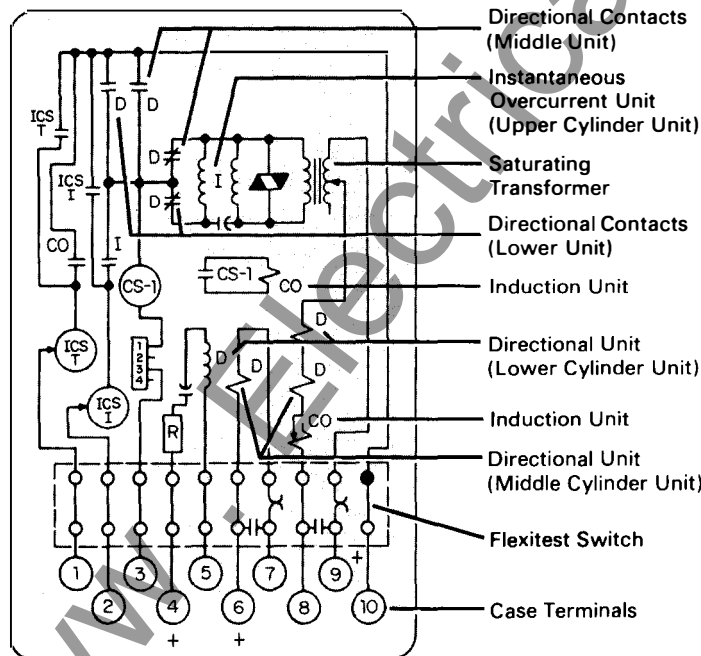 Directional Contacts
(Middle Unit)
Instantaneous
Overcurrent Unit
(Upper Cylinder Unit)
Saturating
Transformer
Directional Contacts
(Lower Unit)
Induction Unit
Directional Unit
(Lower Cylinder Unit)
Induction Unit
Directional Unit
(Middle Cylinder Unit)
Flexitest Switch
Case Terminals
ICS
T
D
D
D
I
ICS
I
D
CO
I
CS-1
CS-1
CO
D
ICS
T
1
2
3
4
D
D
D
ICS
I
R
CO
+
1
3
5
7
9
2
4
6
8
10
+
+
w . Electrica